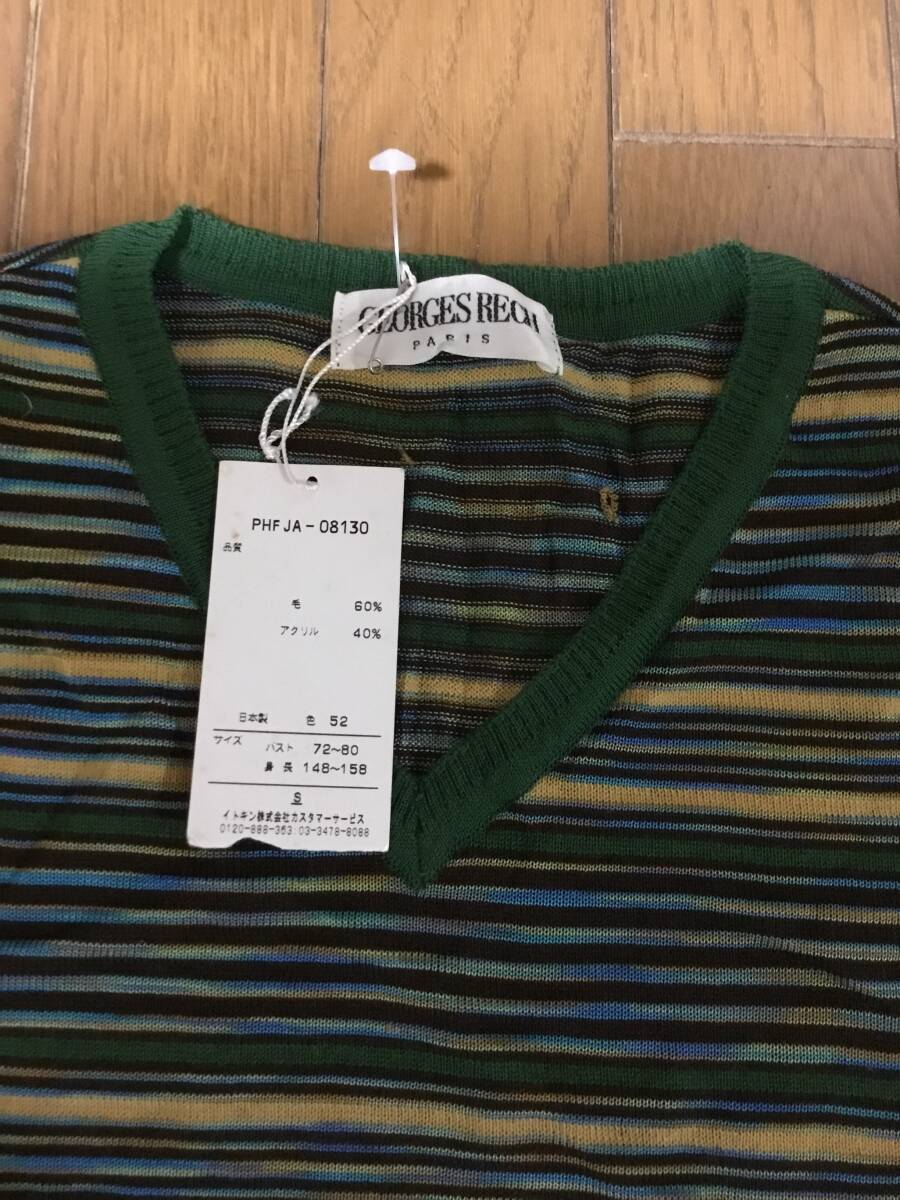 GEORGES RECH
PARIS
PHFJA-08130
品質
毛 60%
アクリル 40%
日本製 色 52
サイズ バスト 72~80
身長 148~158
S
イトキン株式会社カスタマーサービス
0120-888-363:03-3478-8088